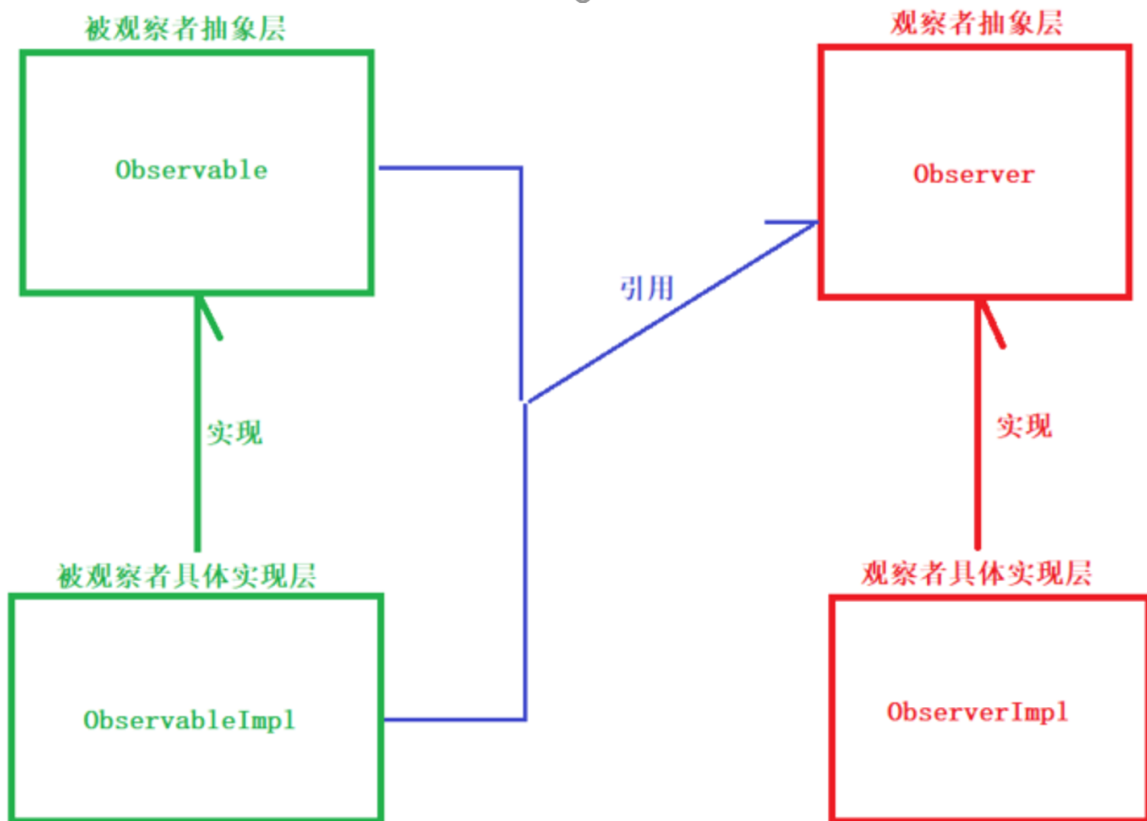 被观察者抽象层
观察者抽象层
Observable
Observer
引用
实现
实现
被观察者具体实现层
观察者具体实现层
ObservableImpl
ObserverImpl